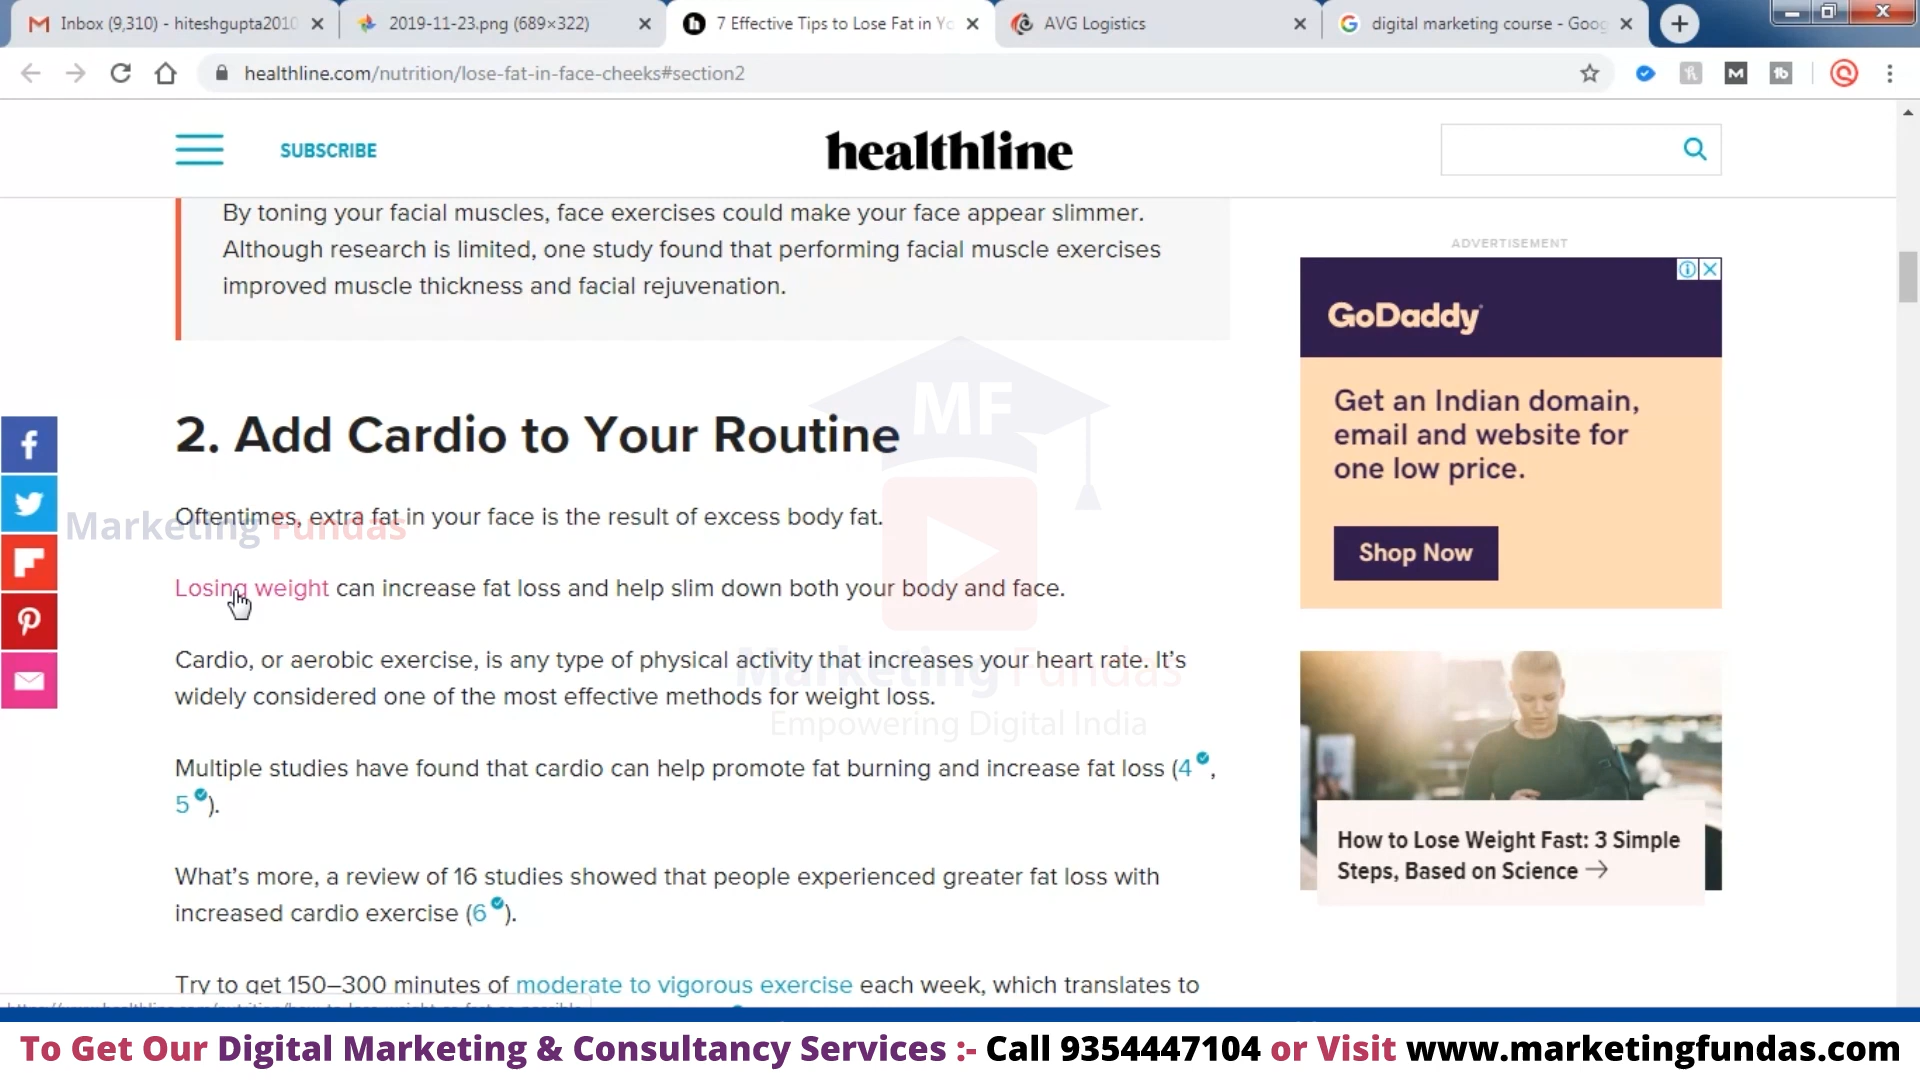 Inbox (9,310) - hiteshgupta2010
2019-11-23.png (689×322)
7 Effective Tips to Lose Fat in Yo
AVG Logistics
digital marketing course - Goog
healthline.com/nutrition/lose-fat-in-face-cheeks#section2
SUBSCRIBE
healthline
By toning your facial muscles, face exercises could make your face appear slimmer.
Although research is limited, one study found that performing facial muscle exercises
improved muscle thickness and facial rejuvenation.
ADVERTISEMENT
GoDaddy
Get an Indian domain,
email and website for
one low price.
Shop Now
MF
2. Add Cardio to Your Routine
Oftentimes, extra fat in your face is the result of excess body fat.
Marketing Fundas
Losing weight can increase fat loss and help slim down both your body and face.
Cardio, or aerobic exercise, is any type of physical activity that increases your heart rate. It's
widely considered one of the most effective methods for weight loss.
Marketing Fundas
Empowering Digital India
Multiple studies have found that cardio can help promote fat burning and increase fat loss (4,
5).
How to Lose Weight Fast: 3 Simple
Steps, Based on Science →
What's more, a review of 16 studies showed that people experienced greater fat loss with
increased cardio exercise (6).
Try to get 150–300 minutes of moderate to vigorous exercise each week, which translates to
To Get Our Digital Marketing & Consultancy Services :- Call 9354447104 or Visit www.marketingfundas.com